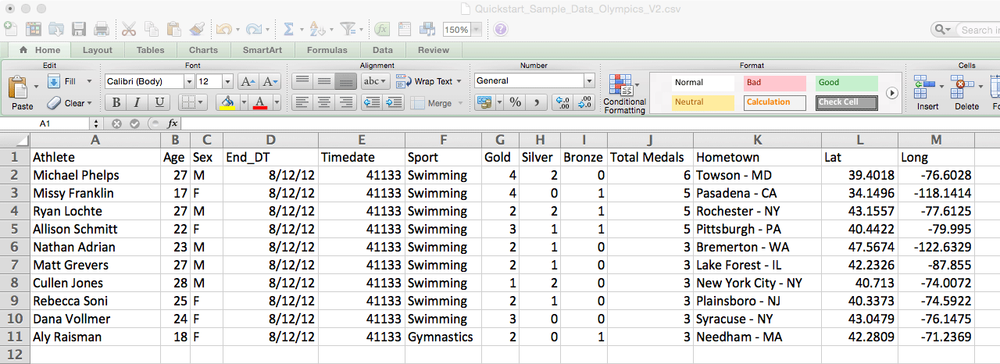 Quickstart_Sample_Data_Olympics_V2.csv
150% Search in
Home Layout Tables Charts SmartArt Formulas Data Review
Edit Font Alignment Number Format Cells
Fill Calibri (Body) 12 A A abc Wrap Text General Normal Bad Good
Paste Clear B I U A Merge % , .0 .00 .00 .0 Conditional Formatting Neutral Calculation Check Cell Insert Delete
A1 fx
A B C D E F G H I J K L M
1 Athlete Age Sex End_DT Timedate Sport Gold Silver Bronze Total Medals Hometown Lat Long
2 Michael Phelps 27 M 8/12/12 41133 Swimming 4 2 0 6 Towson - MD 39.4018 -76.6028
3 Missy Franklin 17 F 8/12/12 41133 Swimming 4 0 1 5 Pasadena - CA 34.1496 -118.1414
4 Ryan Lochte 27 M 8/12/12 41133 Swimming 2 2 1 5 Rochester - NY 43.1557 -77.6125
5 Allison Schmitt 22 F 8/12/12 41133 Swimming 3 1 1 5 Pittsburgh - PA 40.4422 -79.995
6 Nathan Adrian 23 M 8/12/12 41133 Swimming 2 1 0 3 Bremerton - WA 47.5674 -122.6329
7 Matt Grevers 27 M 8/12/12 41133 Swimming 2 1 0 3 Lake Forest - IL 42.2326 -87.855
8 Cullen Jones 28 M 8/12/12 41133 Swimming 1 2 0 3 New York City - NY 40.713 -74.0072
9 Rebecca Soni 25 F 8/12/12 41133 Swimming 2 1 0 3 Plainsboro - NJ 40.3373 -74.5922
10 Dana Vollmer 24 F 8/12/12 41133 Swimming 3 0 0 3 Syracuse - NY 43.0479 -76.1475
11 Aly Raisman 18 F 8/12/12 41133 Gymnastics 2 0 1 3 Needham - MA 42.2809 -71.2369
12